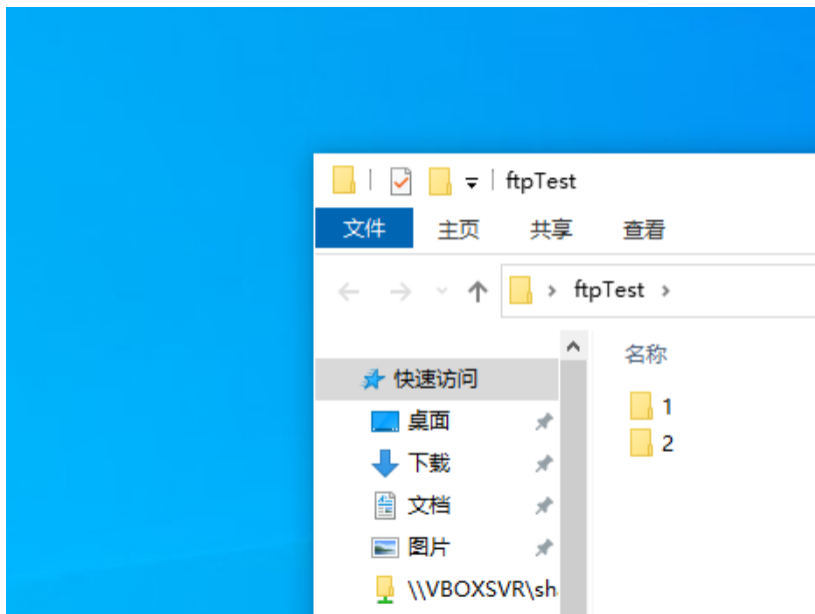 ftpTest
文件 主页 共享 查看
ftpTest
名称
快速访问
桌面
下载
文档
图片
\\VBOXSVR\sh
1
2